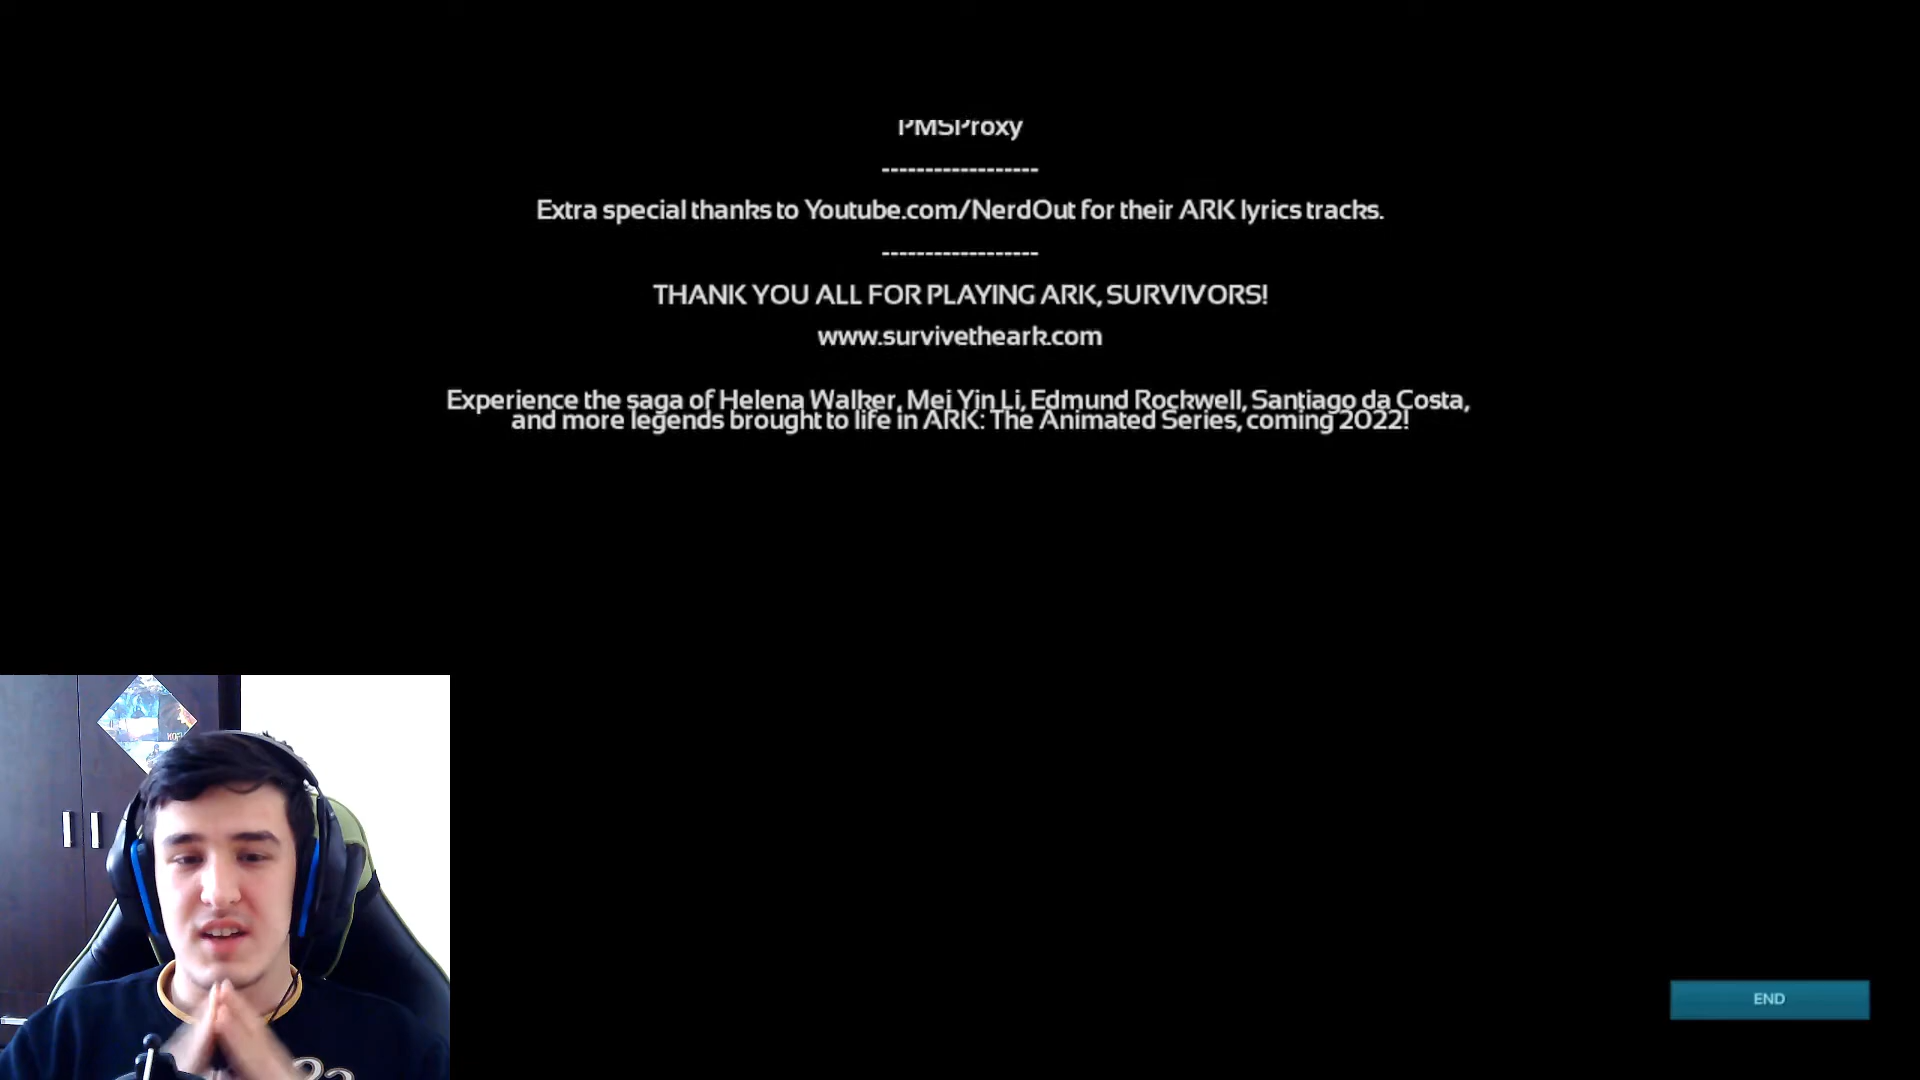 PMSProxy
------------------
Extra special thanks to Youtube.com/NerdOut for their ARK lyrics tracks.
------------------
THANK YOU ALL FOR PLAYING ARK, SURVIVORS!
www.survivetheark.com
Experience the saga of Helena Walker, Mei Yin Li, Edmund Rockwell, Santiago da Costa,
and more legends brought to life in ARK: The Animated Series, coming 2022!
END